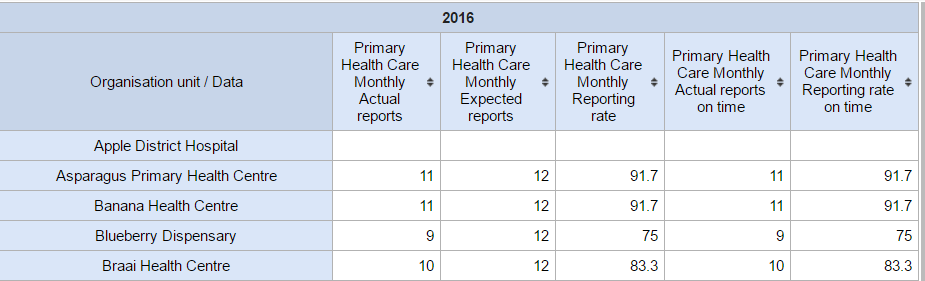 2016
Organisation unit / Data
Primary
Health Care
Monthly
Actual
reports
Primary
Health Care
Monthly
Expected
reports
Primary
Health Care
Monthly
Reporting
rate
Primary Health
Care Monthly
Actual reports
on time
Primary Health
Care Monthly
Reporting rate
on time
Apple District Hospital
Asparagus Primary Health Centre 11 12 91.7 11 91.7
Banana Health Centre 11 12 91.7 11 91.7
Blueberry Dispensary 9 12 75 9 75
Braai Health Centre 10 12 83.3 10 83.3